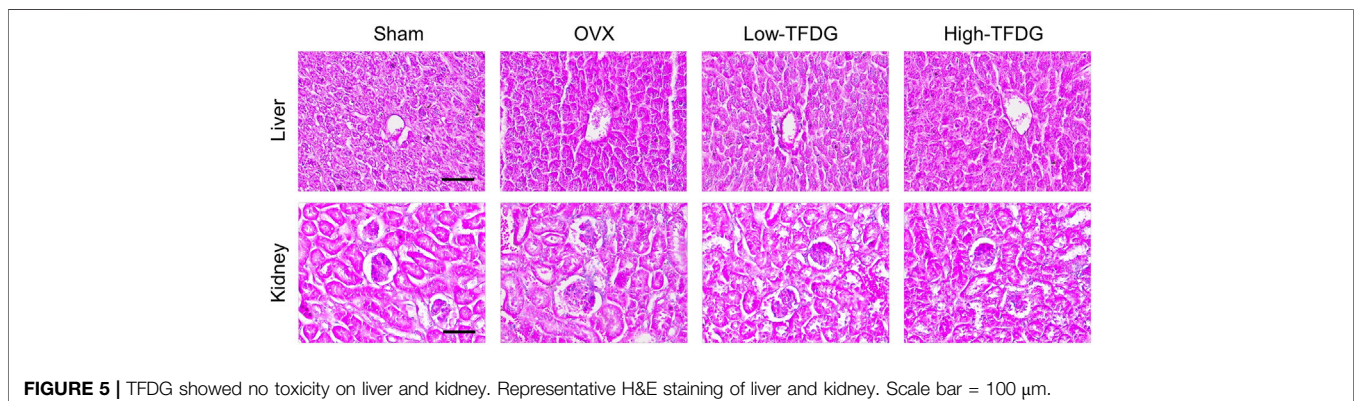 Sham OVX Low-TFDG High-TFDG
Liver
Kidney
FIGURE 5 | TFDG showed no toxicity on liver and kidney. Representative H&E staining of liver and kidney. Scale bar = 100 μm.